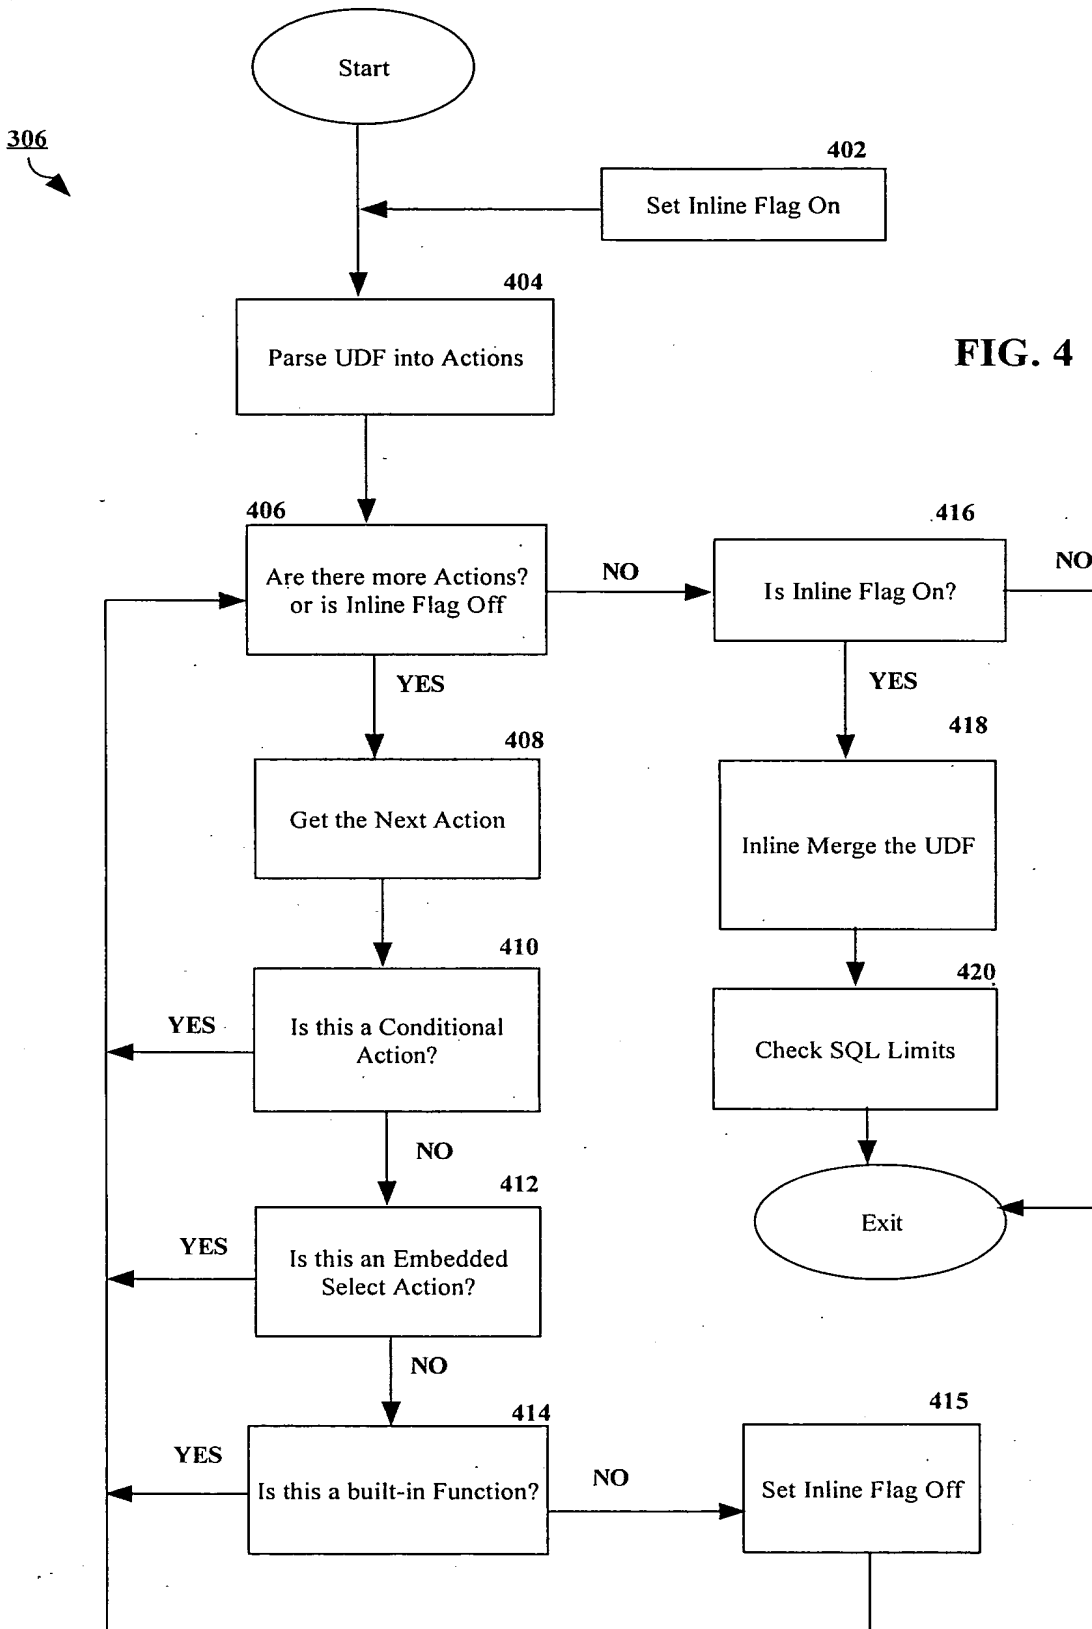 Start
306
402
Set Inline Flag On
404
Parse UDF into Actions
FIG. 4
406
Are there more Actions?
or is Inline Flag Off
NO
416
Is Inline Flag On?
NO
YES
YES
408
Get the Next Action
418
Inline Merge the UDF
410
Is this a Conditional
Action?
YES
420
Check SQL Limits
NO
412
Is this an Embedded
Select Action?
YES
Exit
NO
414
Is this a built-in Function?
YES
NO
415
Set Inline Flag Off